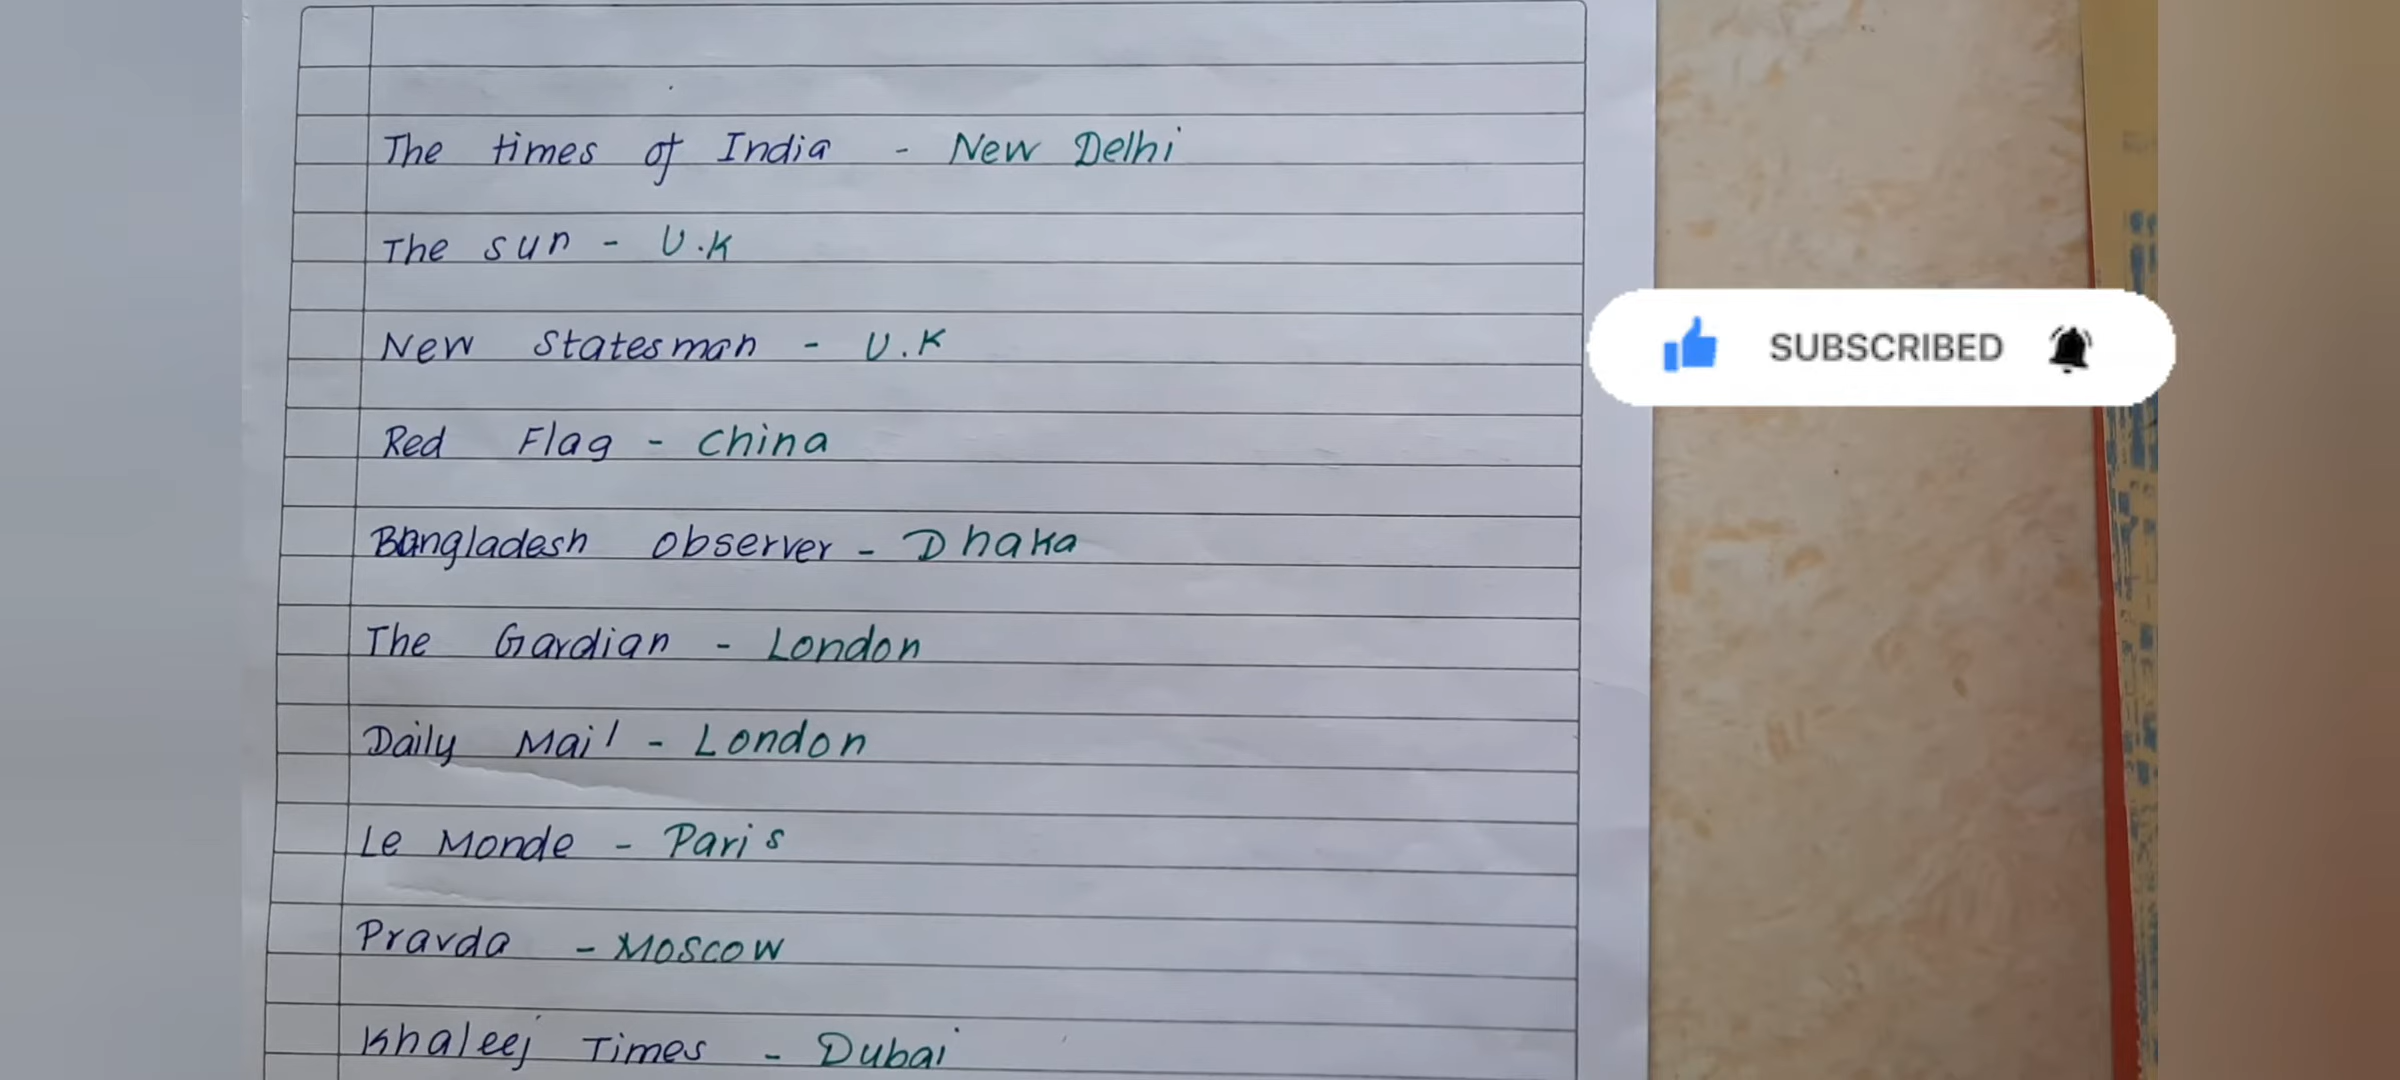 The times of India - New Delhi
The sun - U.K
New Statesman - U.K
SUBSCRIBED
Red Flag - China
Bangladesh observer - Dhaka
The Gardian - London
Daily Mail - London
Le Monde - Paris
Pravda - Moscow
Khaleej Times - Dubai